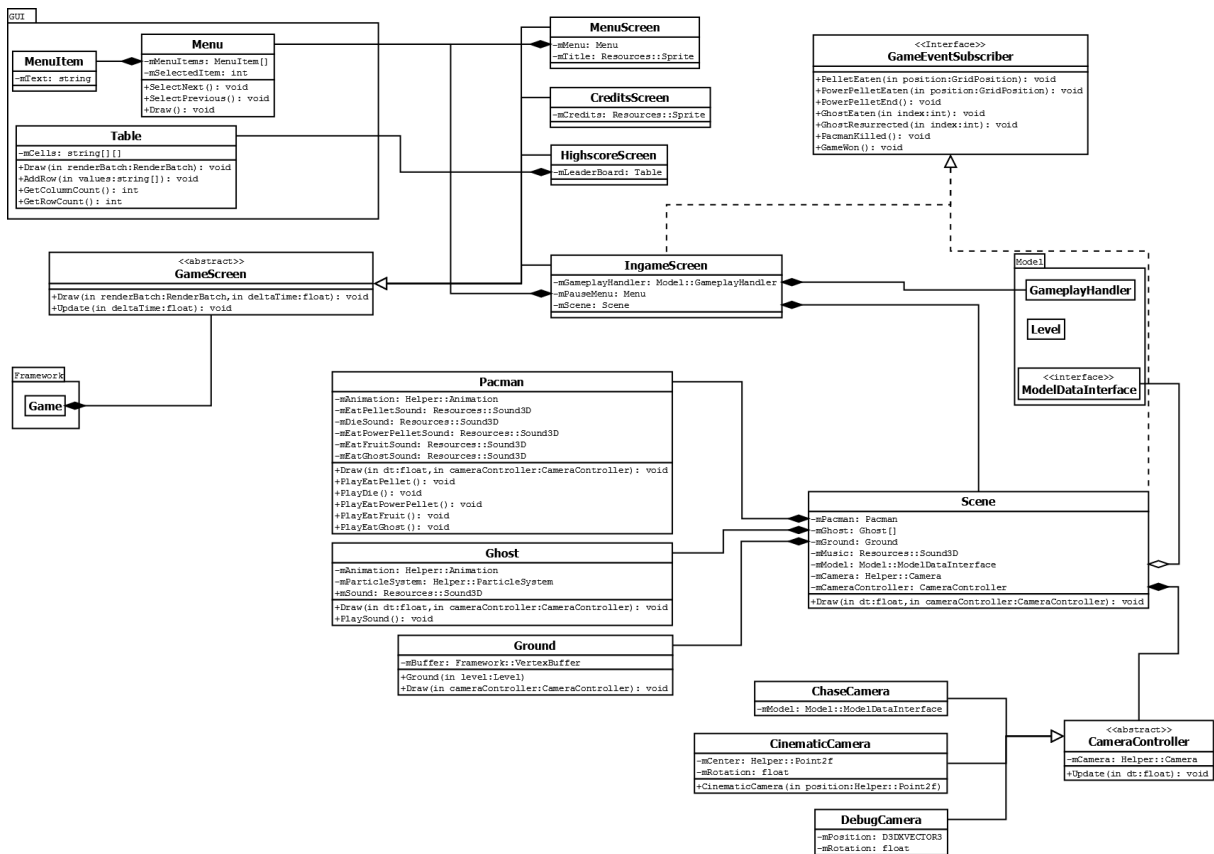 GUI
MenuItem
-mText: string
Menu
-mMenuItems: MenuItem[]
-mSelectedItem: int
+SelectNext(): void
+SelectPrevious(): void
+Draw(): void
Table
-mCells: string[][]
+Draw(in renderBatch:RenderBatch): void
+AddRow(in values:string[]): void
+GetColumnCount(): int
+GetRowCount(): int
MenuScreen
-mMenu: Menu
-mTitle: Resources::Sprite
CreditsScreen
-mCredits: Resources::Sprite
HighscoreScreen
-mLeaderBoard: Table
<<Interface>>
GameEventSubscriber
+PelletEaten(in position:GridPosition): void
+PowerPelletEaten(in position:GridPosition): void
+PowerPelletEnd(): void
+GhostEaten(in index:int): void
+GhostResurrected(in index:int): void
+PacmanKilled(): void
+GameWon(): void
<<abstract>>
GameScreen
+Draw(in renderBatch:RenderBatch,in deltaTime:float): void
+Update(in deltaTime:float): void
IngameScreen
-mGameplayHandler: Model::GameplayHandler
-mPauseMenu: Menu
-mScene: Scene
Model
GameplayHandler
Level
<<interface>>
ModelDataInterface
Framework
Game
Pacman
-mAnimation: Helper::Animation
-mEatPelletSound: Resources::Sound3D
-mDieSound: Resources::Sound3D
-mEatPowerPelletSound: Resources::Sound3D
-mEatFruitSound: Resources::Sound3D
-mEatGhostSound: Resources::Sound3D
+Draw(in dt:float,in cameraController:CameraController): void
+PlayEatPellet(): void
+PlayDie(): void
+PlayEatPowerPellet(): void
+PlayEatFruit(): void
+PlayEatGhost(): void
Ghost
-mAnimation: Helper::Animation
-mParticleSystem: Helper::ParticleSystem
+mSound: Resources::Sound3D
+Draw(in dt:float,in cameraController:CameraController): void
+PlaySound(): void
Ground
-mBuffer: Framework::VertexBuffer
+Ground(in level:Level)
+Draw(in cameraController:CameraController): void
Scene
-mPacman: Pacman
-mGhost: Ghost[]
-mGround: Ground
-mMusic: Resources::Sound3D
-mModel: Model::ModelDataInterface
-mCamera: Helper::Camera
-mCameraController: CameraController
+Draw(in dt:float,in cameraController:CameraController): void
ChaseCamera
-mModel: Model::ModelDataInterface
CinematicCamera
-mCenter: Helper::Point2f
-mRotation: float
+CinematicCamera(in position:Helper::Point2f)
DebugCamera
-mPosition: D3DXVECTOR3
-mRotation: float
<<abstract>>
CameraController
-mCamera: Helper::Camera
+Update(in dt:float): void